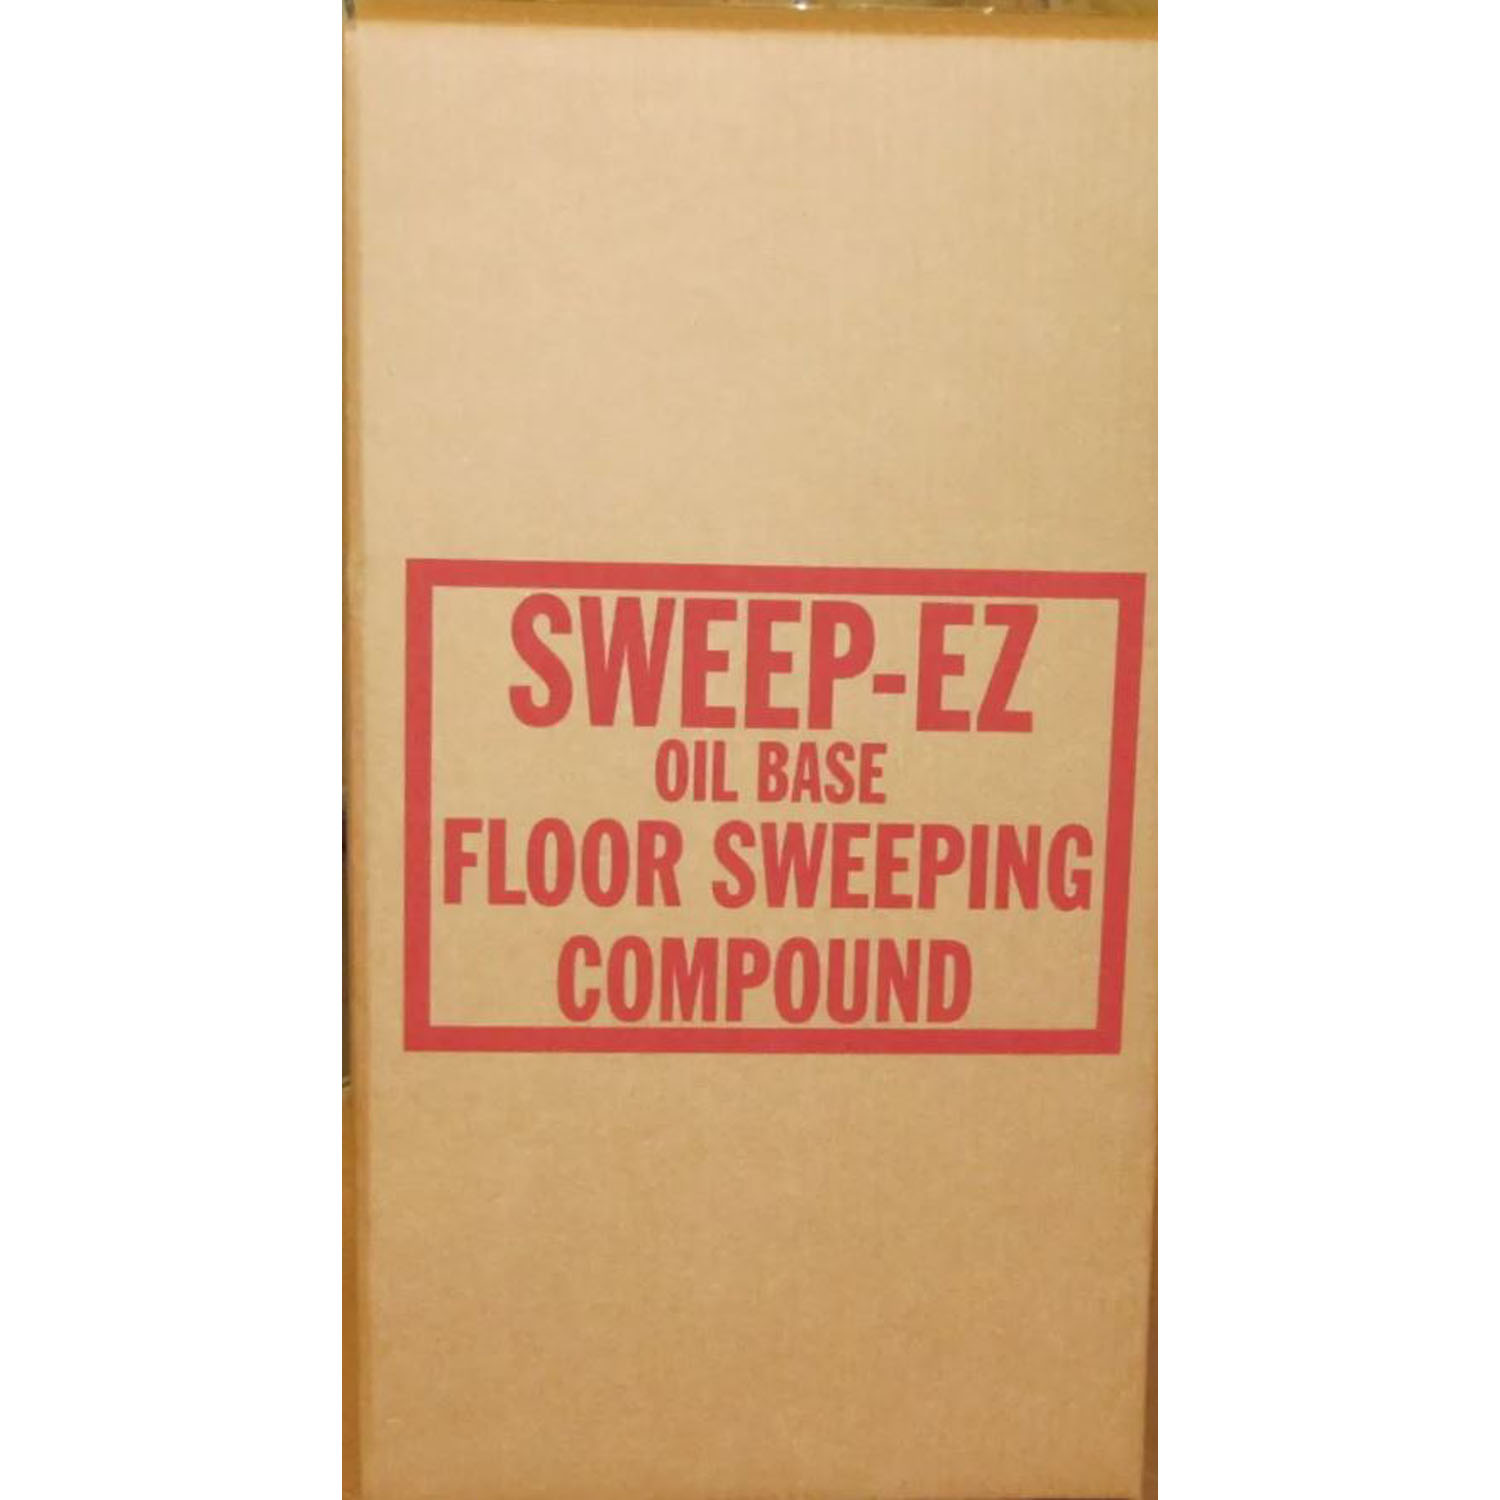 SWEEP-EZ
OIL BASE
FLOOR SWEEPING
COMPOUND